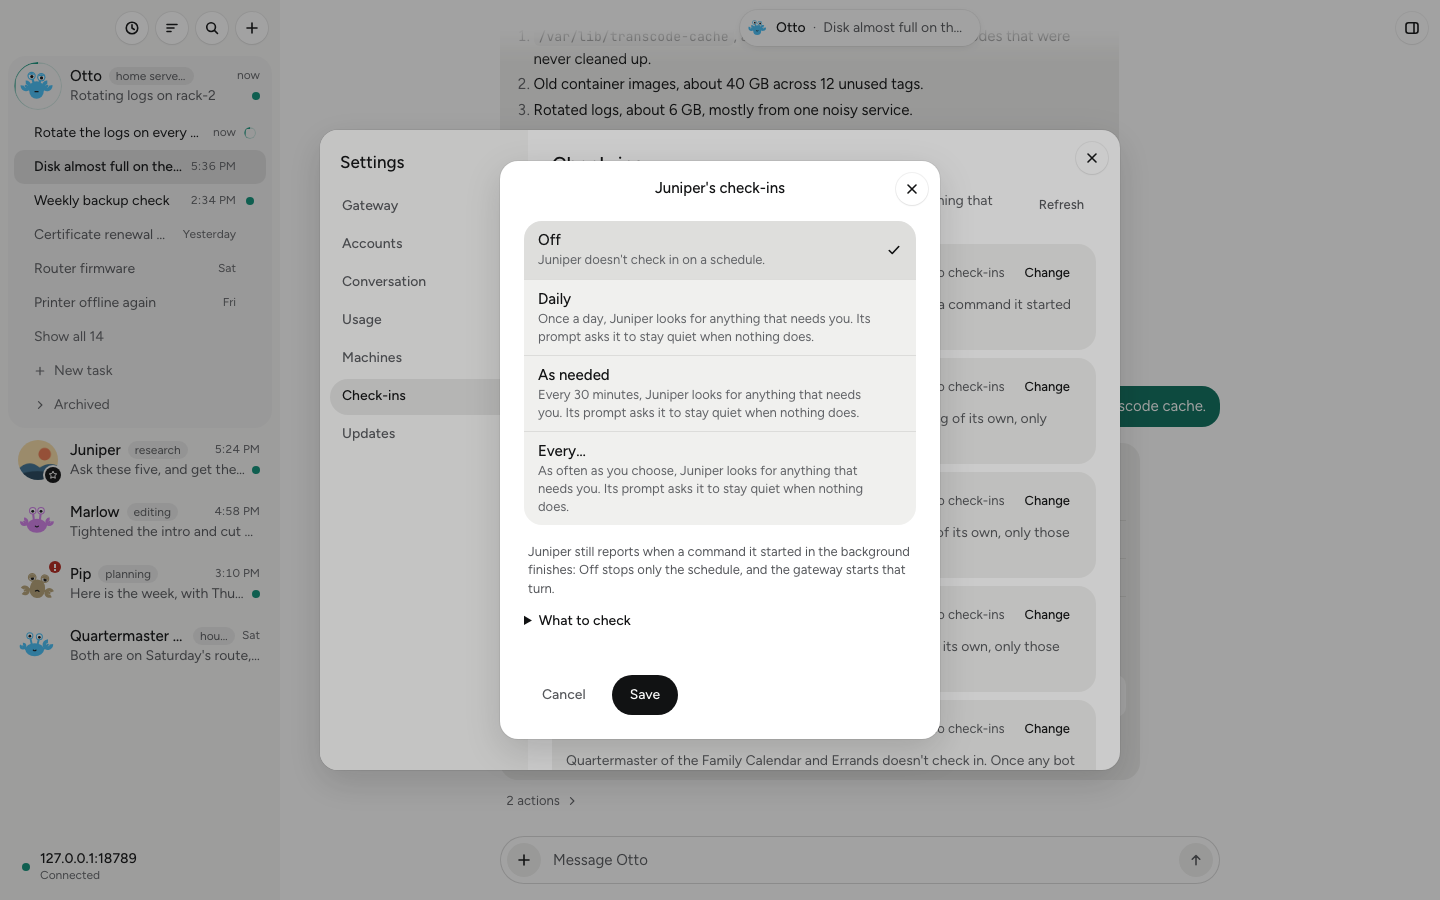 Otto home serve... now
Rotating logs on rack-2
Rotate the logs on every ... now
Disk almost full on the... 5:36 PM
Weekly backup check 2:34 PM
Certificate renewal ... Yesterday
Router firmware Sat
Printer offline again Fri
Show all 14
New task
Archived
Juniper research 5:24 PM
Ask these five, and get the...
Marlow editing 4:58 PM
Tightened the intro and cut ...
Pip planning 3:10 PM
Here is the week, with Thu...
Quartermaster ... hou... Sat
Both are on Saturday's route,...
127.0.0.1:18789
Connected
Otto · Disk almost full on th...
1. /var/lib/transcode-cache, that were
never cleaned up.
2. Old container images, about 40 GB across 12 unused tags.
3. Rotated logs, about 6 GB, mostly from one noisy service.
scode cache.
2 actions
Message Otto
Settings
Gateway
Accounts
Conversation
Usage
Machines
Check-ins
Updates
that
Refresh
check-ins Change
a command it started
check-ins Change
of its own, only
check-ins Change
of its own, only those
check-ins Change
its own, only those
check-ins Change
Quartermaster of the Family Calendar and Errands doesn't check in. Once any bot
Juniper's check-ins
Off
Juniper doesn't check in on a schedule.
Daily
Once a day, Juniper looks for anything that needs you. Its
prompt asks it to stay quiet when nothing does.
As needed
Every 30 minutes, Juniper looks for anything that needs
you. Its prompt asks it to stay quiet when nothing does.
Every...
As often as you choose, Juniper looks for anything that
needs you. Its prompt asks it to stay quiet when nothing
does.
Juniper still reports when a command it started in the background
finishes: Off stops only the schedule, and the gateway starts that
turn.
What to check
Cancel
Save